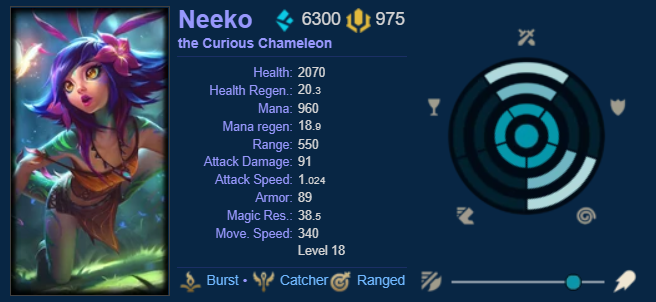 Neeko 6300 975
the Curious Chameleon
Health: 2070
Health Regen.: 20.3
Mana: 960
Mana regen: 18.9
Range: 550
Attack Damage: 91
Attack Speed: 1.024
Armor: 89
Magic Res.: 38.5
Move. Speed: 340
Level 18
Burst • Catcher Ranged